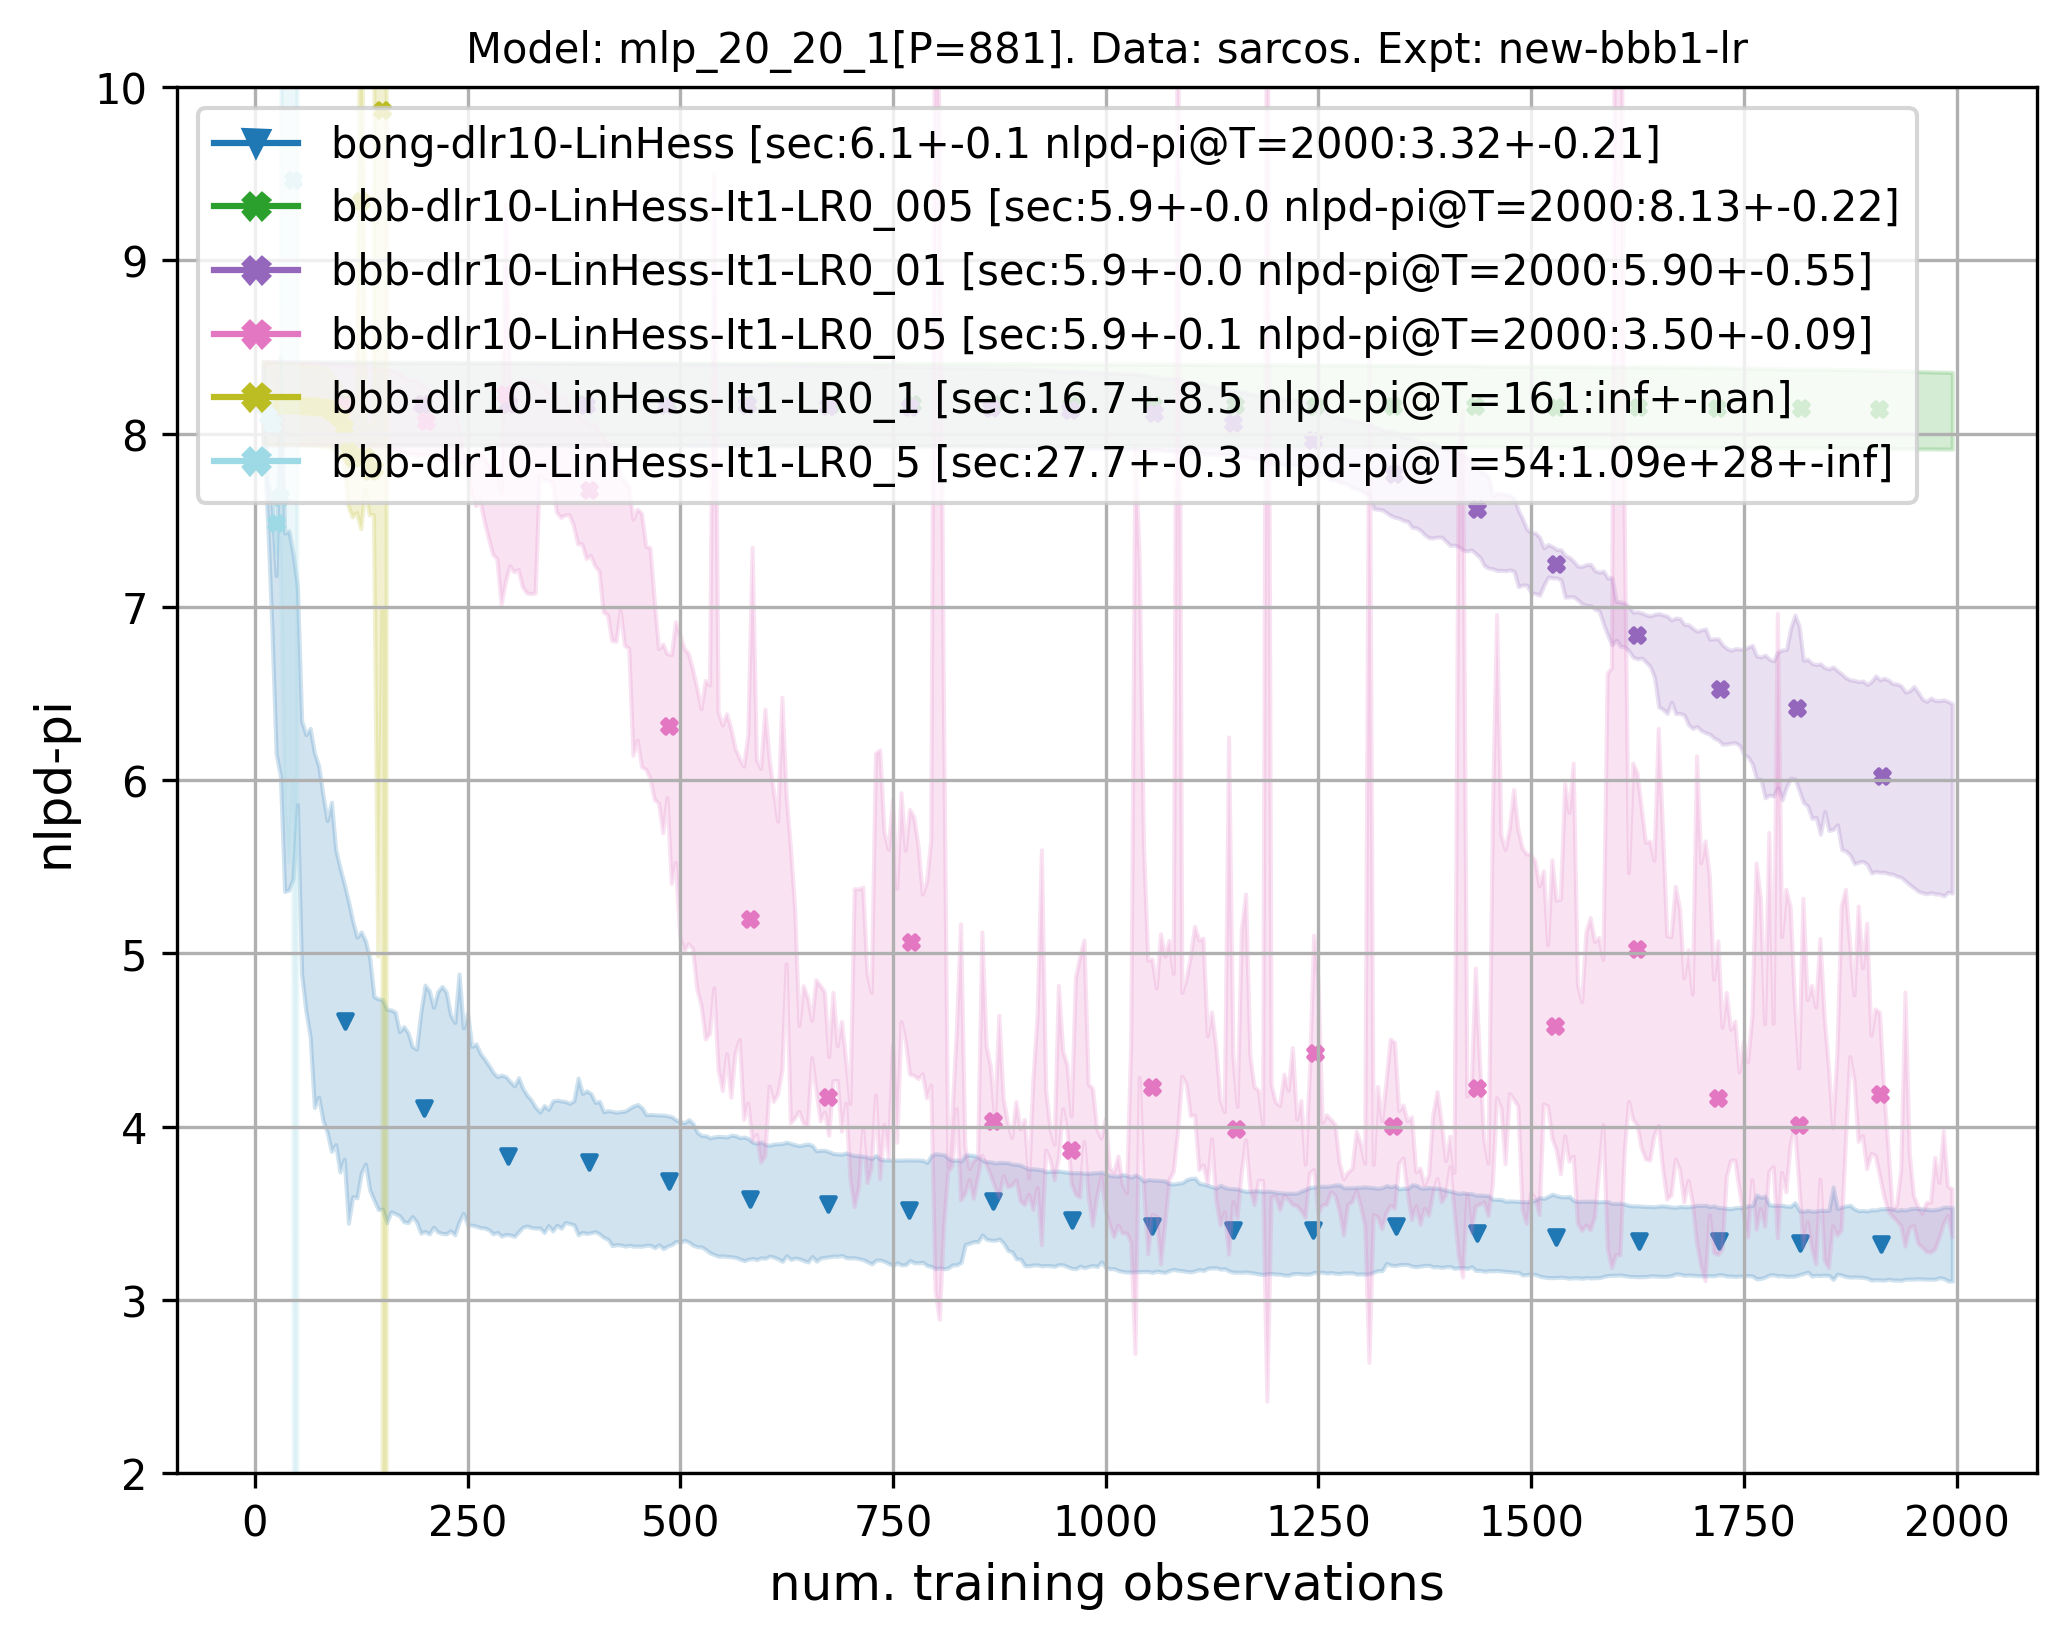 Model: mlp_20_20_1[P=881]. Data: sarcos. Expt: new-bbb1-lr
10
9
8
7
6
5
4
3
2
nlpd-pi
bong-dlr10-LinHess [sec:6.1+-0.1 nlpd-pi@T=2000:3.32+-0.21]
bbb-dlr10-LinHess-It1-LR0_005 [sec:5.9+-0.0 nlpd-pi@T=2000:8.13+-0.22]
bbb-dlr10-LinHess-It1-LR0_01 [sec:5.9+-0.0 nlpd-pi@T=2000:5.90+-0.55]
bbb-dlr10-LinHess-It1-LR0_05 [sec:5.9+-0.1 nlpd-pi@T=2000:3.50+-0.09]
bbb-dlr10-LinHess-It1-LR0_1 [sec:16.7+-8.5 nlpd-pi@T=161:inf+-nan]
bbb-dlr10-LinHess-It1-LR0_5 [sec:27.7+-0.3 nlpd-pi@T=54:1.09e+28+-inf]
0 250 500 750 1000 1250 1500 1750 2000
num. training observations